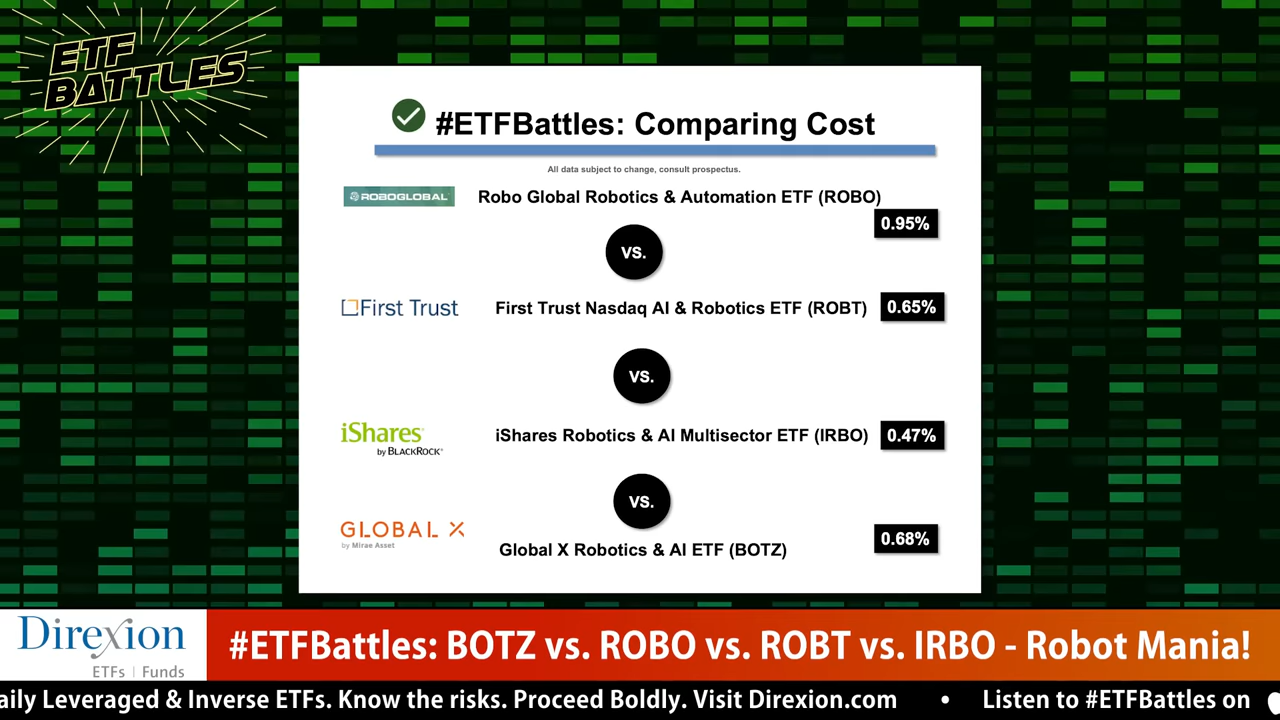 ETF
BATTLES
#ETFBattles: Comparing Cost
All data subject to change, consult prospectus.
ROBOGLOBAL
Robo Global Robotics & Automation ETF (ROBO)
0.95%
VS.
First Trust
First Trust Nasdaq AI & Robotics ETF (ROBT)
0.65%
VS.
iShares®
by BLACKROCK®
iShares Robotics & AI Multisector ETF (IRBO)
0.47%
VS.
GLOBAL X
by Mirae Asset
Global X Robotics & AI ETF (BOTZ)
0.68%
Direxion
ETFs | Funds
#ETFBattles: BOTZ vs. ROBO vs. ROBT vs. IRBO - Robot Mania!
aily Leveraged & Inverse ETFs. Know the risks. Proceed Boldly. Visit Direxion.com • Listen to #ETFBattles on